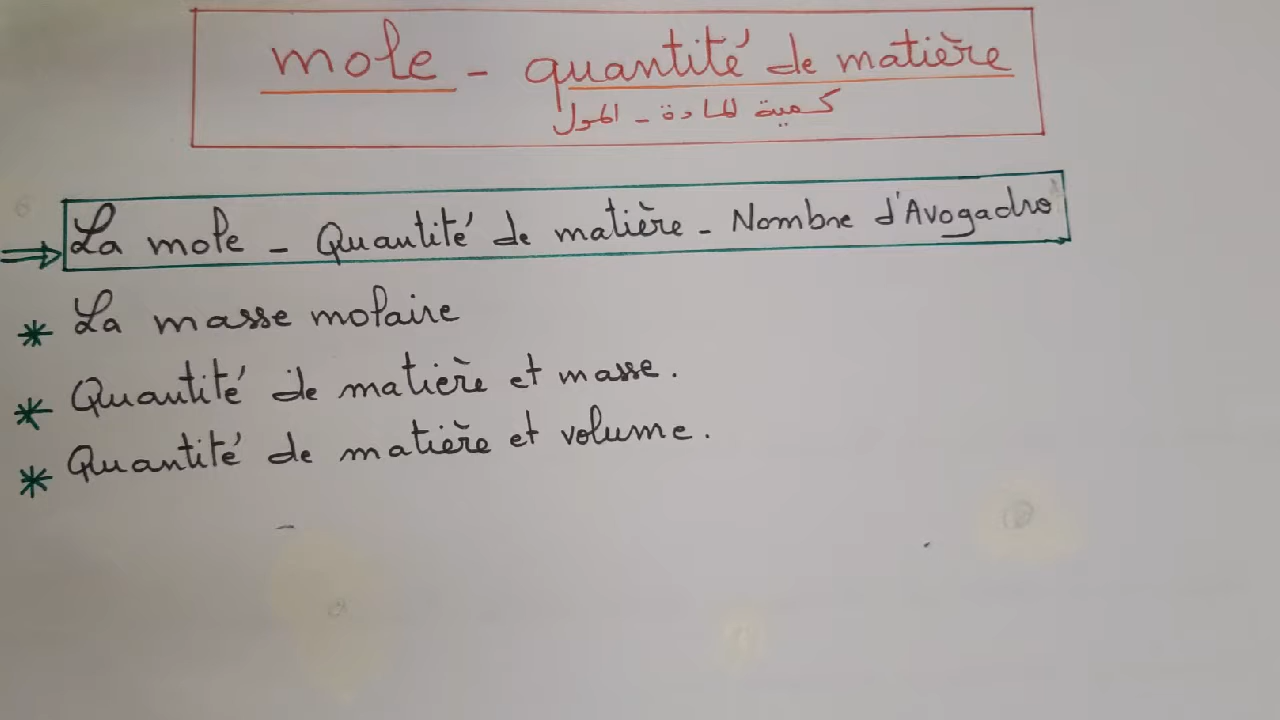 mole - quantité de matière
كمية المادة - المول
La mole - Quantité de matière - Nombre d'Avogadro
* La masse molaire
* Quantité de matière et masse.
* Quantité de matière et volume.